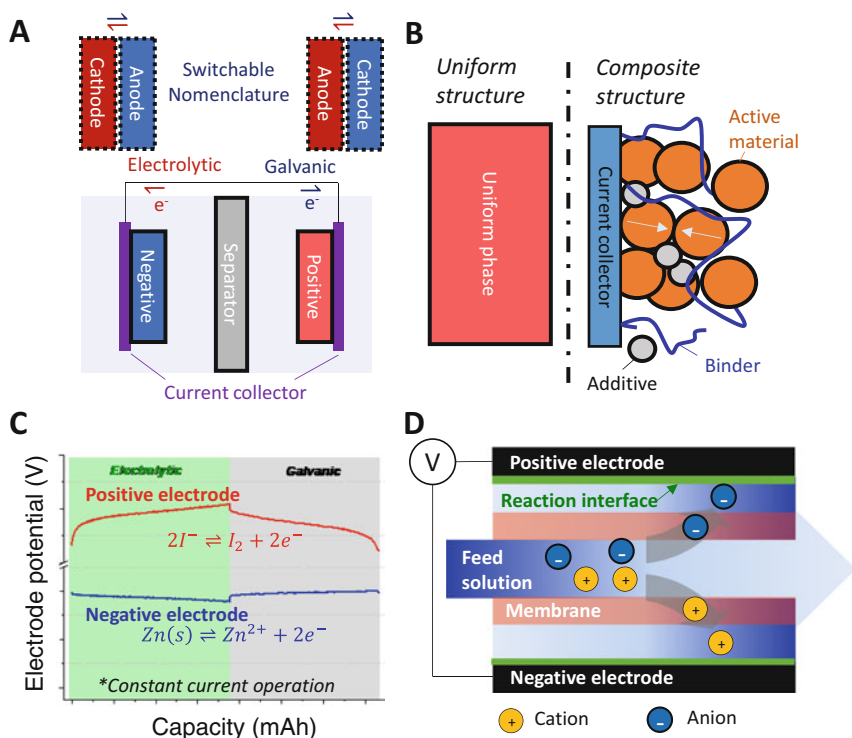 A
Cathode
Anode
Switchable
Nomenclature
Anode
Cathode
Electrolytic
Galvanic
e-
e-
Negative
Separator
Positive
Current collector
B
Uniform
structure
Composite
structure
Active
material
Uniform phase
Current collector
Binder
Additive
C
Electrolytic
Galvanic
Positive electrode
2I⁻ ⇌ I₂ + 2e⁻
Negative electrode
Zn(s) ⇌ Zn²⁺ + 2e⁻
*Constant current operation
Electrode potential (V)
Capacity (mAh)
D
V
Positive electrode
Reaction interface
-
-
-
-
Feed
solution
+
+
Membrane
+
+
Negative electrode
+ Cation
- Anion